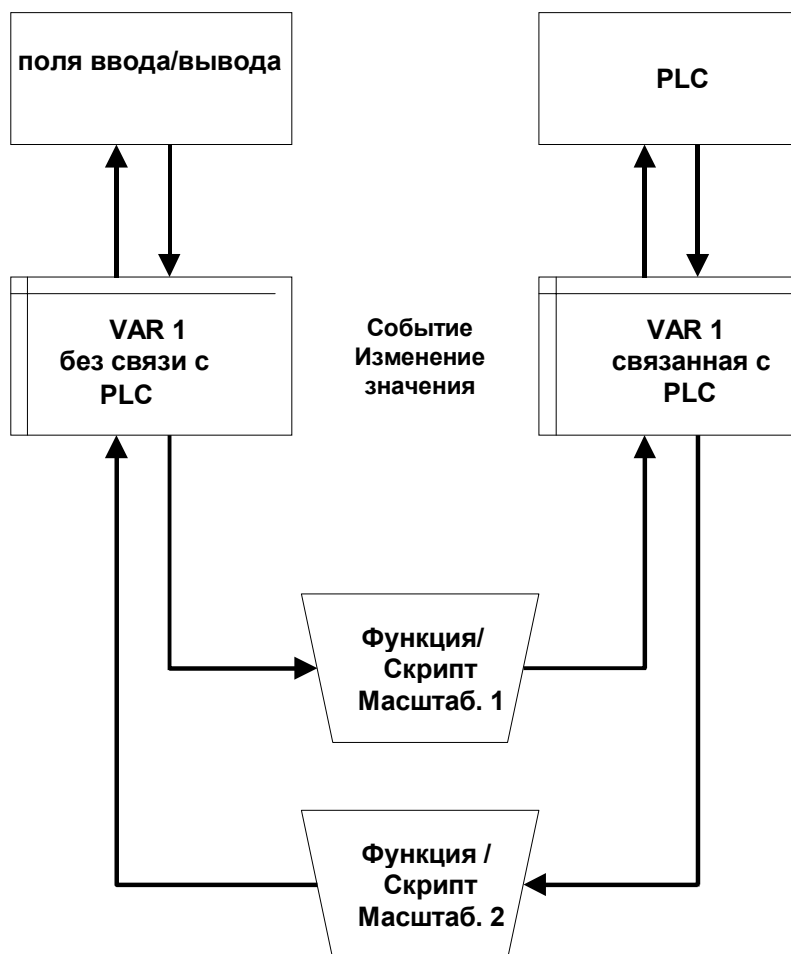 поля ввода/вывода
PLC
VAR 1
без связи с
PLC
Событие
Изменение
значения
VAR 1
связанная с
PLC
Функция/
Скрипт
Масштаб. 1
Функция /
Скрипт
Масштаб. 2